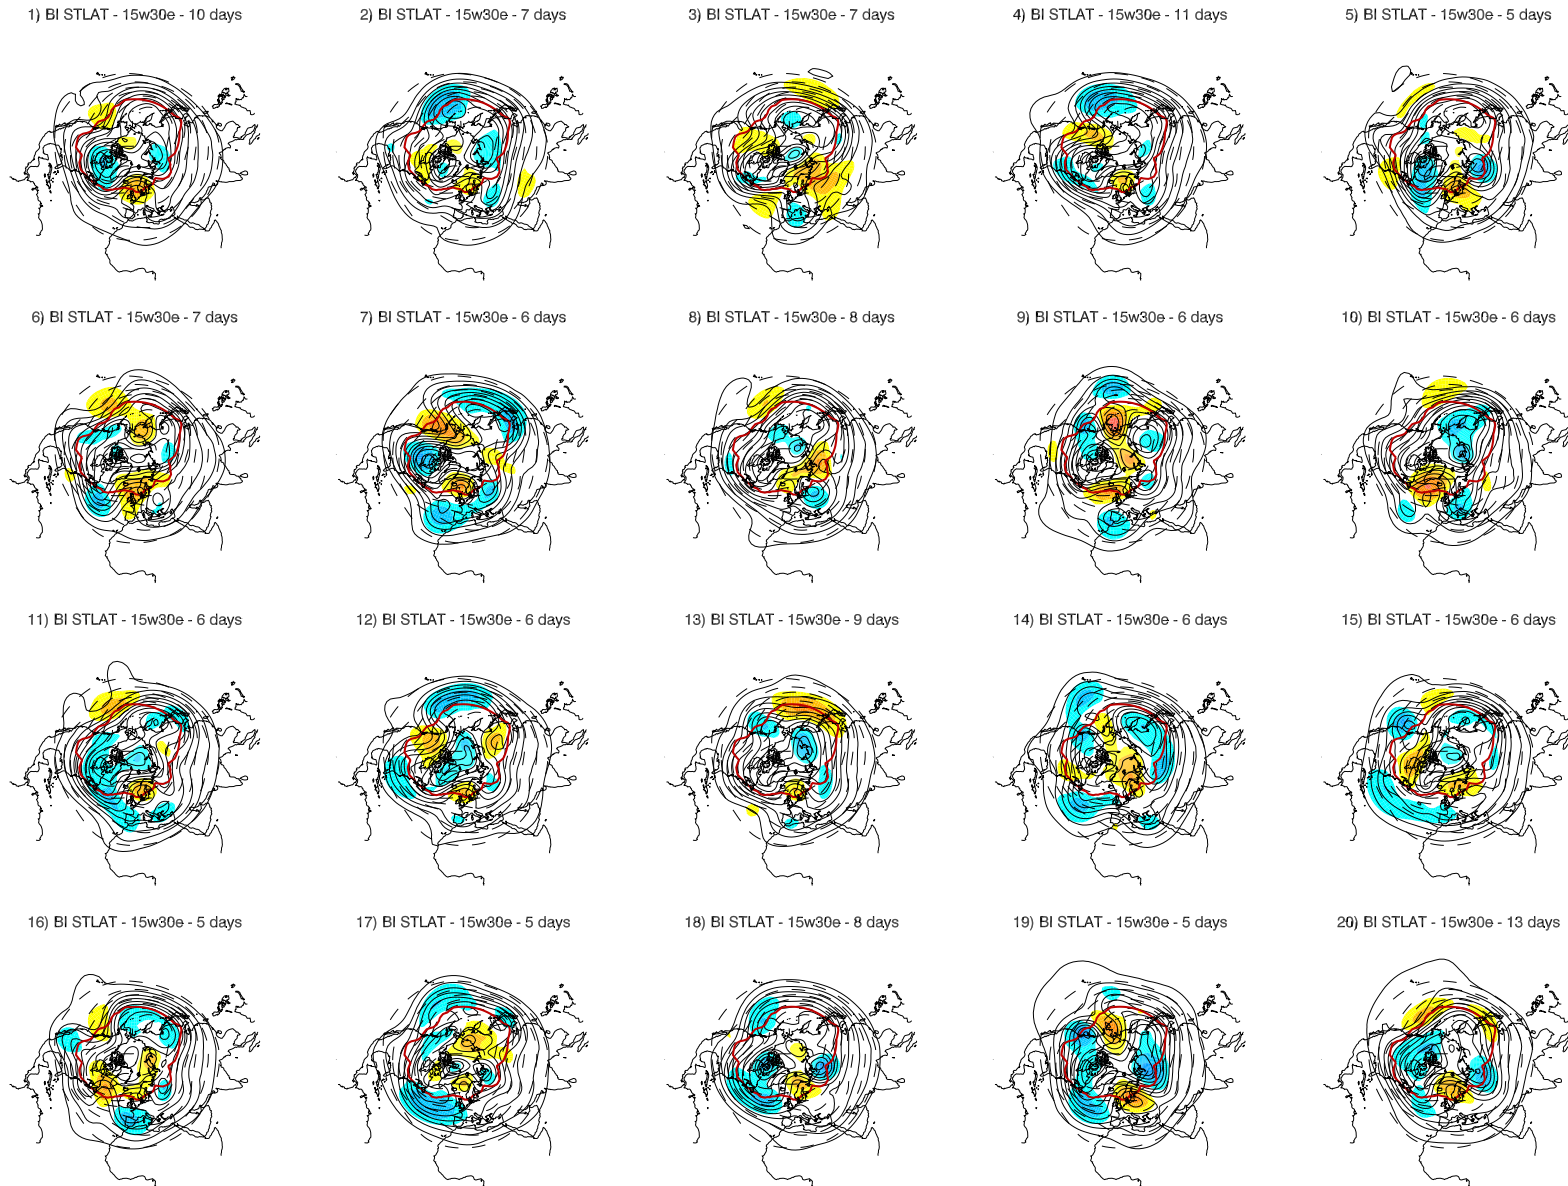 1) BI STLAT - 15w30e - 10 days
2) BI STLAT - 15w30e - 7 days
3) BI STLAT - 15w30e - 7 days
4) BI STLAT - 15w30e - 11 days
5) BI STLAT - 15w30e - 5 days
6) BI STLAT - 15w30e - 7 days
7) BI STLAT - 15w30e - 6 days
8) BI STLAT - 15w30e - 8 days
9) BI STLAT - 15w30e - 6 days
10) BI STLAT - 15w30e - 6 days
11) BI STLAT - 15w30e - 6 days
12) BI STLAT - 15w30e - 6 days
13) BI STLAT - 15w30e - 9 days
14) BI STLAT - 15w30e - 6 days
15) BI STLAT - 15w30e - 6 days
16) BI STLAT - 15w30e - 5 days
17) BI STLAT - 15w30e - 5 days
18) BI STLAT - 15w30e - 8 days
19) BI STLAT - 15w30e - 5 days
20) BI STLAT - 15w30e - 13 days